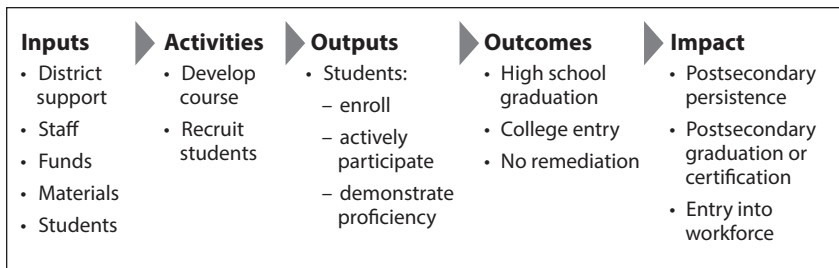 Inputs
• District
support
• Staff
• Funds
• Materials
• Students
Activities
• Develop
course
• Recruit
students
Outputs
• Students:
– enroll
– actively
participate
– demonstrate
proficiency
Outcomes
• High school
graduation
• College entry
• No remediation
Impact
• Postsecondary
persistence
• Postsecondary
graduation or
certification
• Entry into
workforce